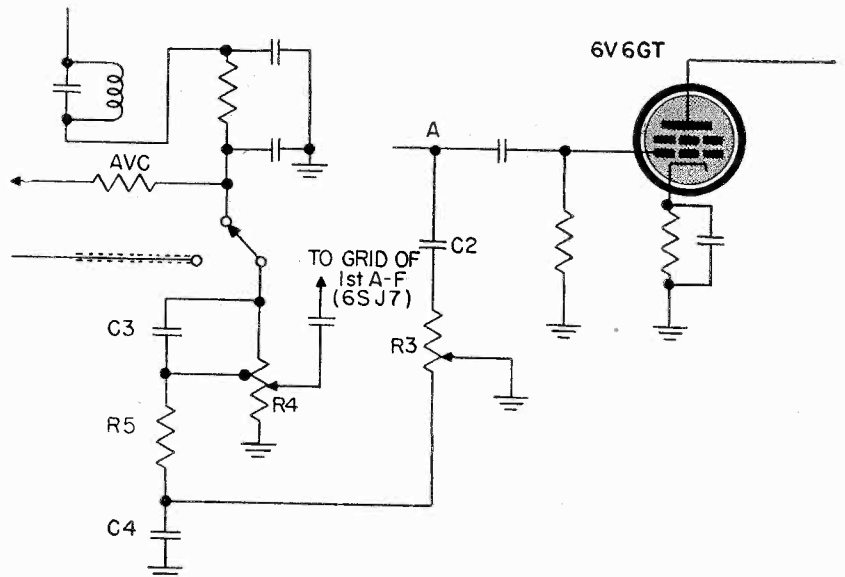 6V6GT
A
AVC
C2
TO GRID OF
1st A-F
(6SJ7)
C3
R3
R4
R5
C4